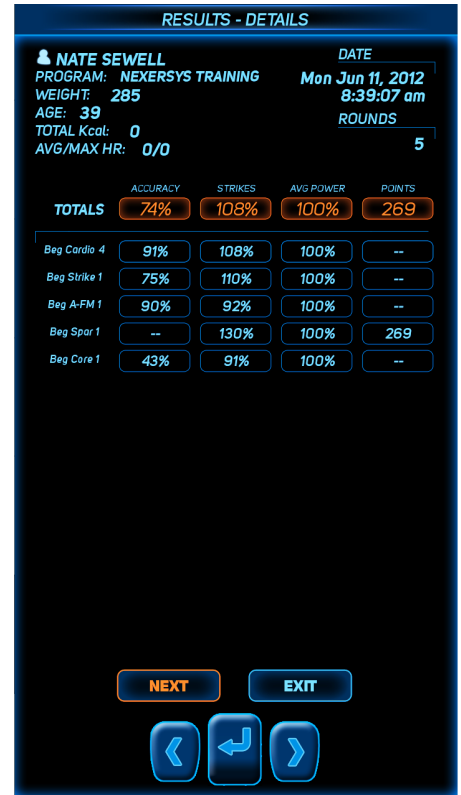 RESULTS - DETAILS
NATE SEWELL
PROGRAM: NEXERSYS TRAINING
WEIGHT: 285
AGE: 39
TOTAL Kcal: 0
AVG/MAX HR: 0/0
DATE
Mon Jun 11, 2012
8:39:07 am
ROUNDS
5
ACCURACY STRIKES AVG POWER POINTS
TOTALS 74% 108% 100% 269
Beg Cardio 4 91% 108% 100% --
Beg Strike 1 75% 110% 100% --
Beg A-FM 1 90% 92% 100% --
Beg Spar 1 -- 130% 100% 269
Beg Core 1 43% 91% 100% --
NEXT EXIT